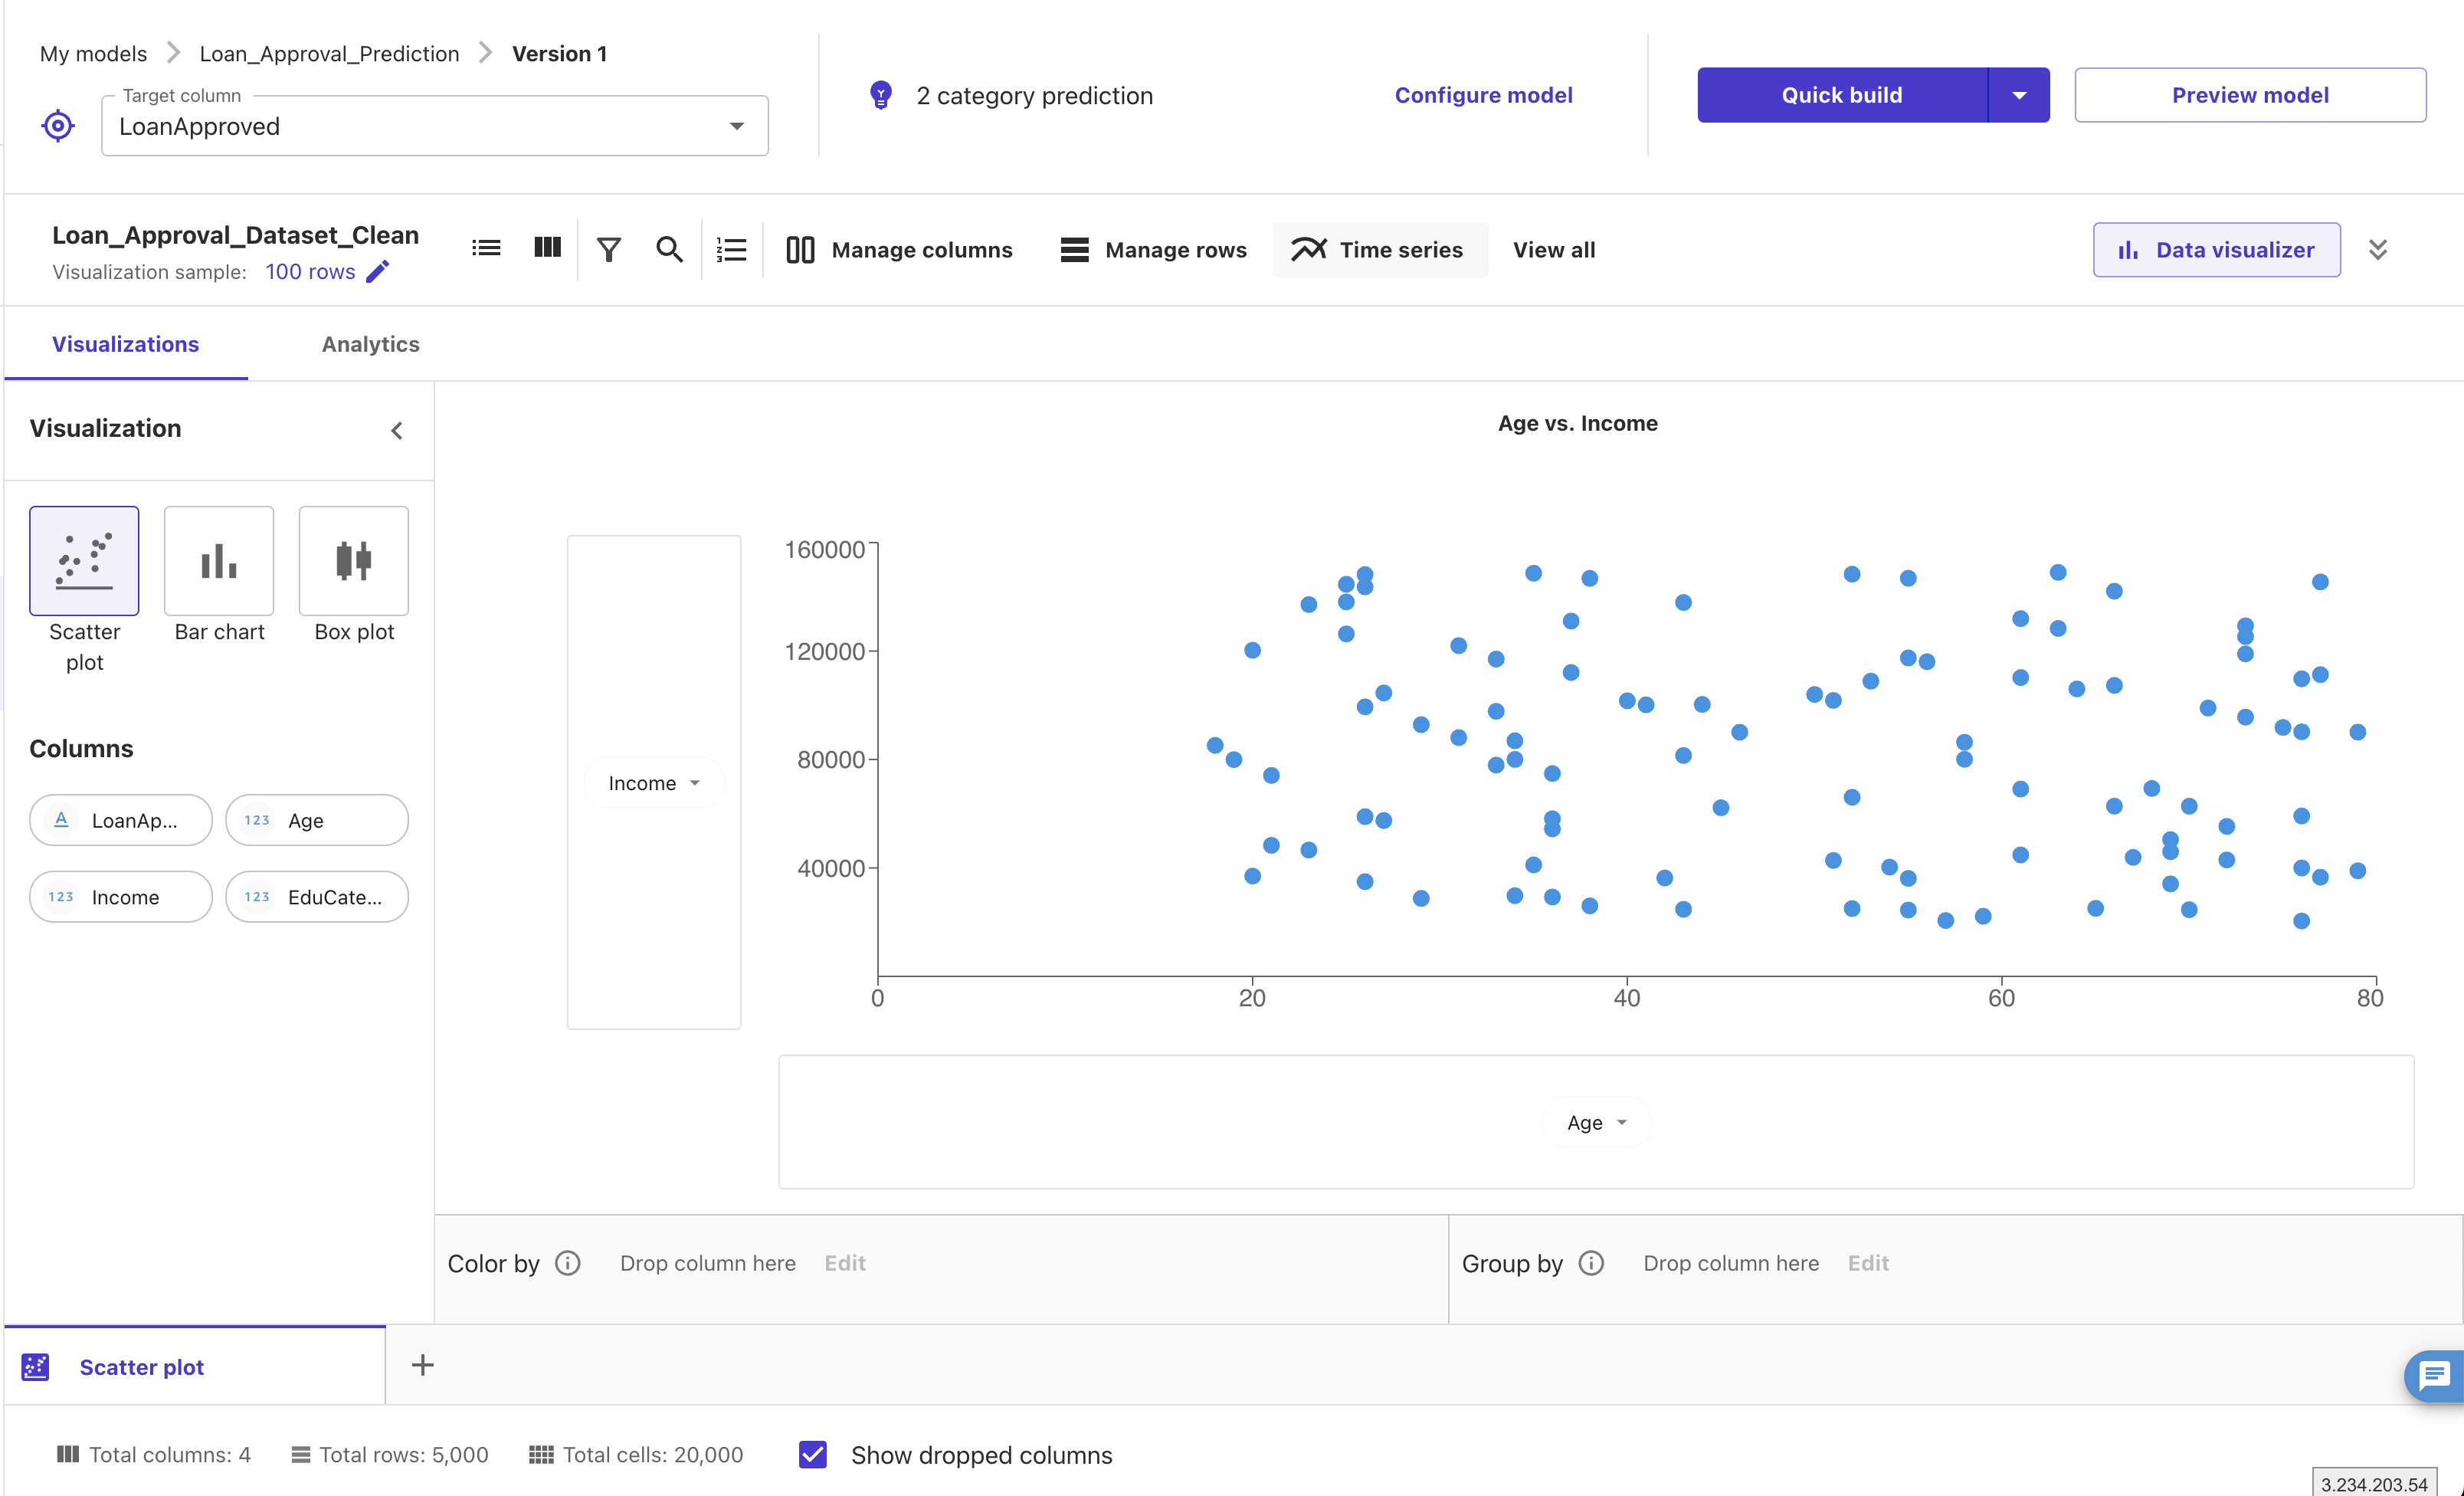 My models
Loan_Approval_Prediction
Version 1
Target column
LoanApproved
2 category prediction
Configure model
Quick build
Preview model
Loan_Approval_Dataset_Clean
Visualization sample: 100 rows
Manage columns
Manage rows
Time series
View all
Data visualizer
Visualizations
Analytics
Visualization
Scatter plot
Bar chart
Box plot
Columns
A LoanAp...
123 Age
123 Income
123 EduCate...
Age vs. Income
160000
120000
80000
40000
0 20 40 60 80
Income
Age
Color by
Drop column here
Edit
Group by
Drop column here
Edit
Scatter plot
Total columns: 4
Total rows: 5,000
Total cells: 20,000
Show dropped columns
3.234.203.54